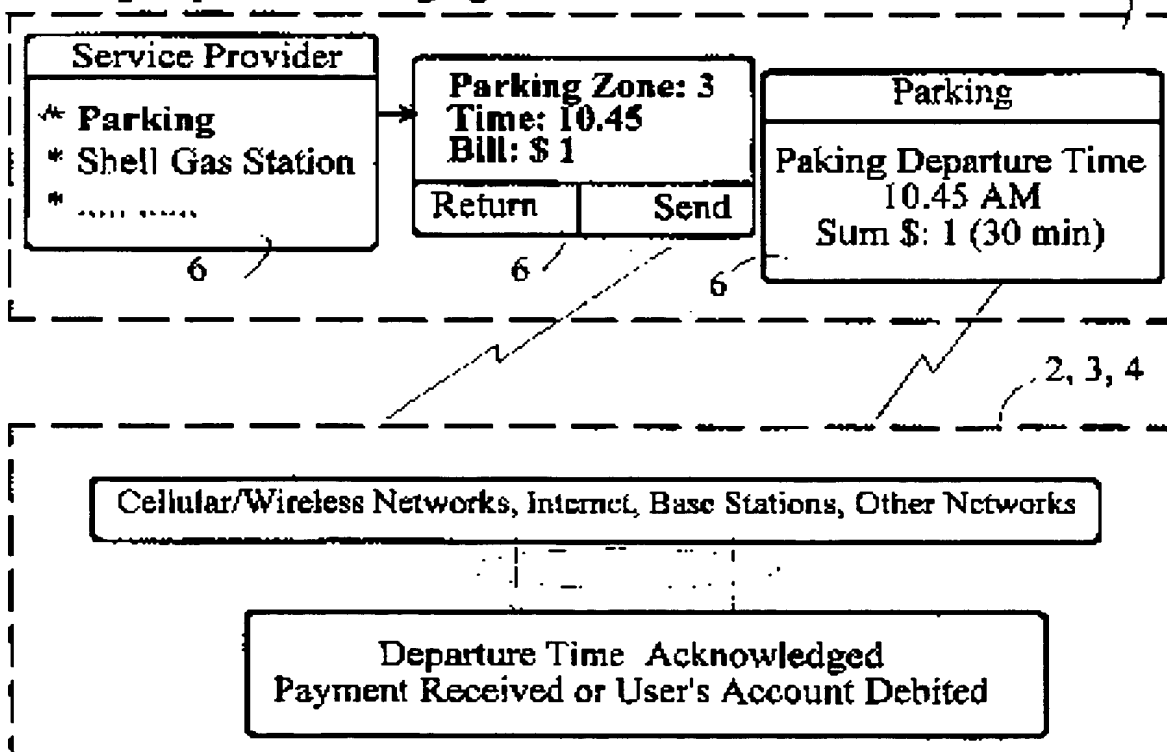 Service Provider
* Parking
* Shell Gas Station
* ..... .....
Parking Zone: 3
Time: 10.45
Bill: $ 1
Return Send
Parking
Paking Departure Time
10.45 AM
Sum $: 1 (30 min)
6
6
6
2, 3, 4
Cellular/Wireless Networks, Internet, Base Stations, Other Networks
Departure Time Acknowledged
Payment Received or User's Account Debited